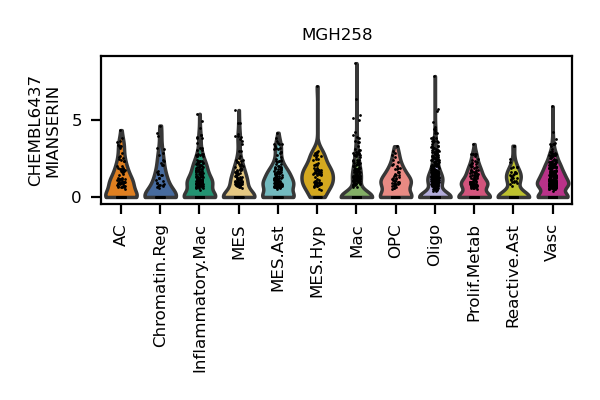 MGH258
CHEMBL6437
MIANSERIN
5
0
AC
Chromatin.Reg
Inflammatory.Mac
MES
MES.Ast
MES.Hyp
Mac
OPC
Oligo
Prolif.Metab
Reactive.Ast
Vasc